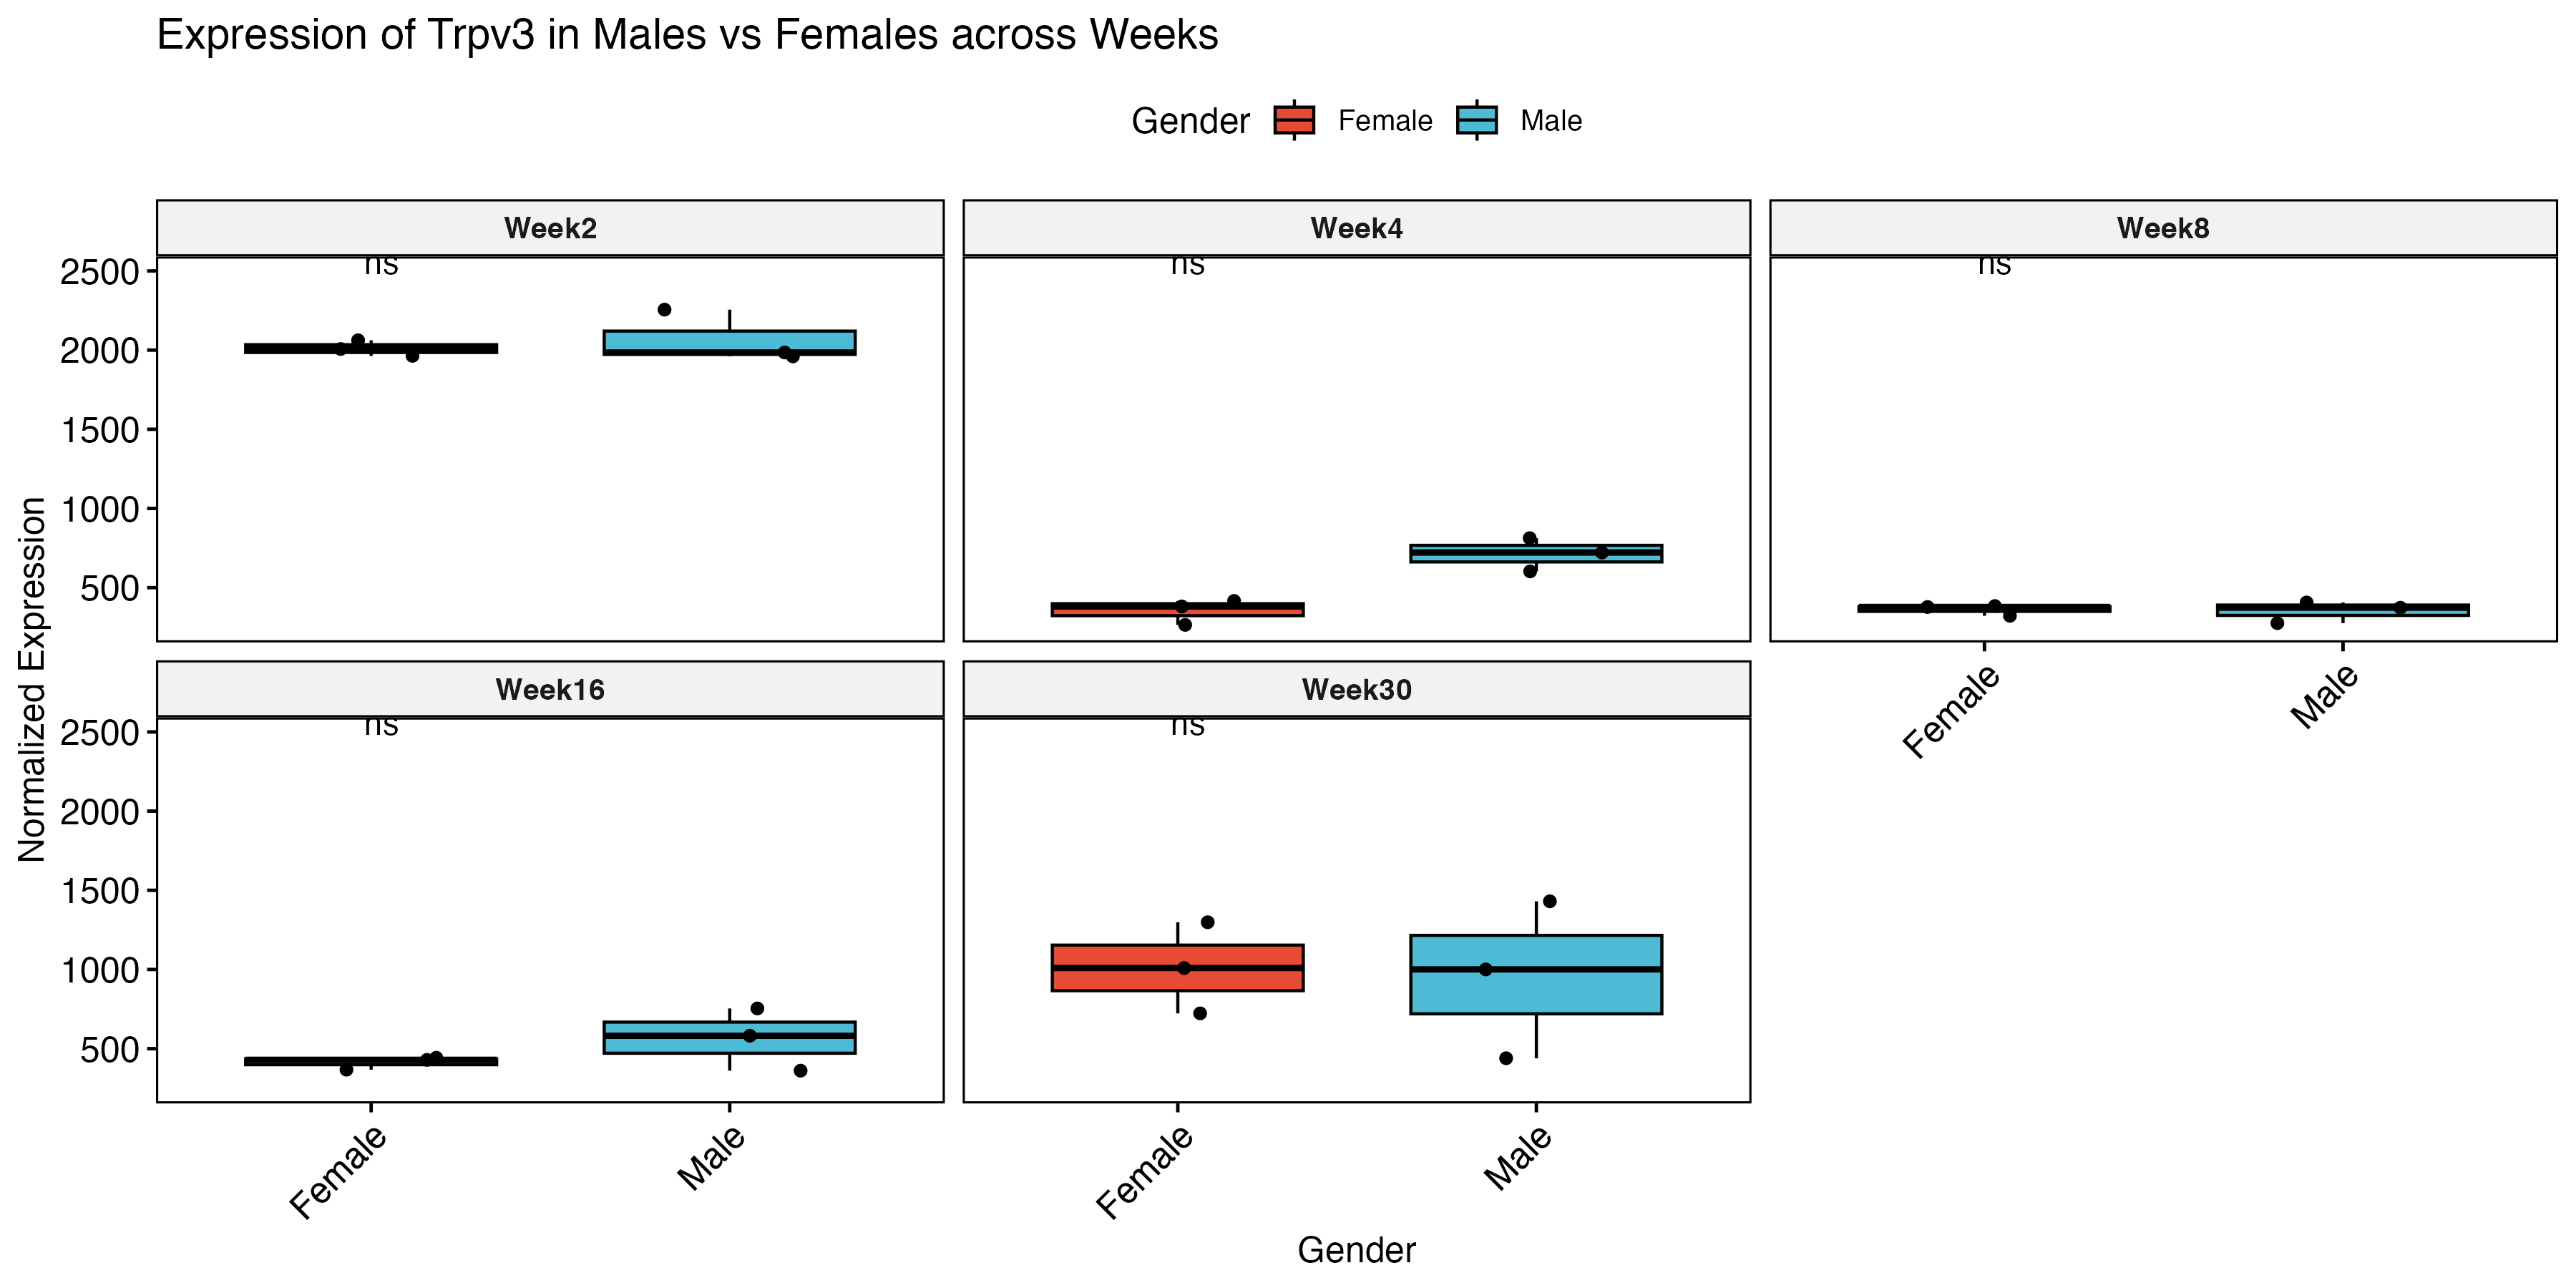 Expression of Trpv3 in Males vs Females across Weeks
Gender Female Male
Week2 Week4 Week8
ns ns ns
2500
2000
1500
1000
500
Normalized Expression
Female Male
Week16 Week30
ns ns
2500
2000
1500
1000
500
Female Male Female Male
Gender